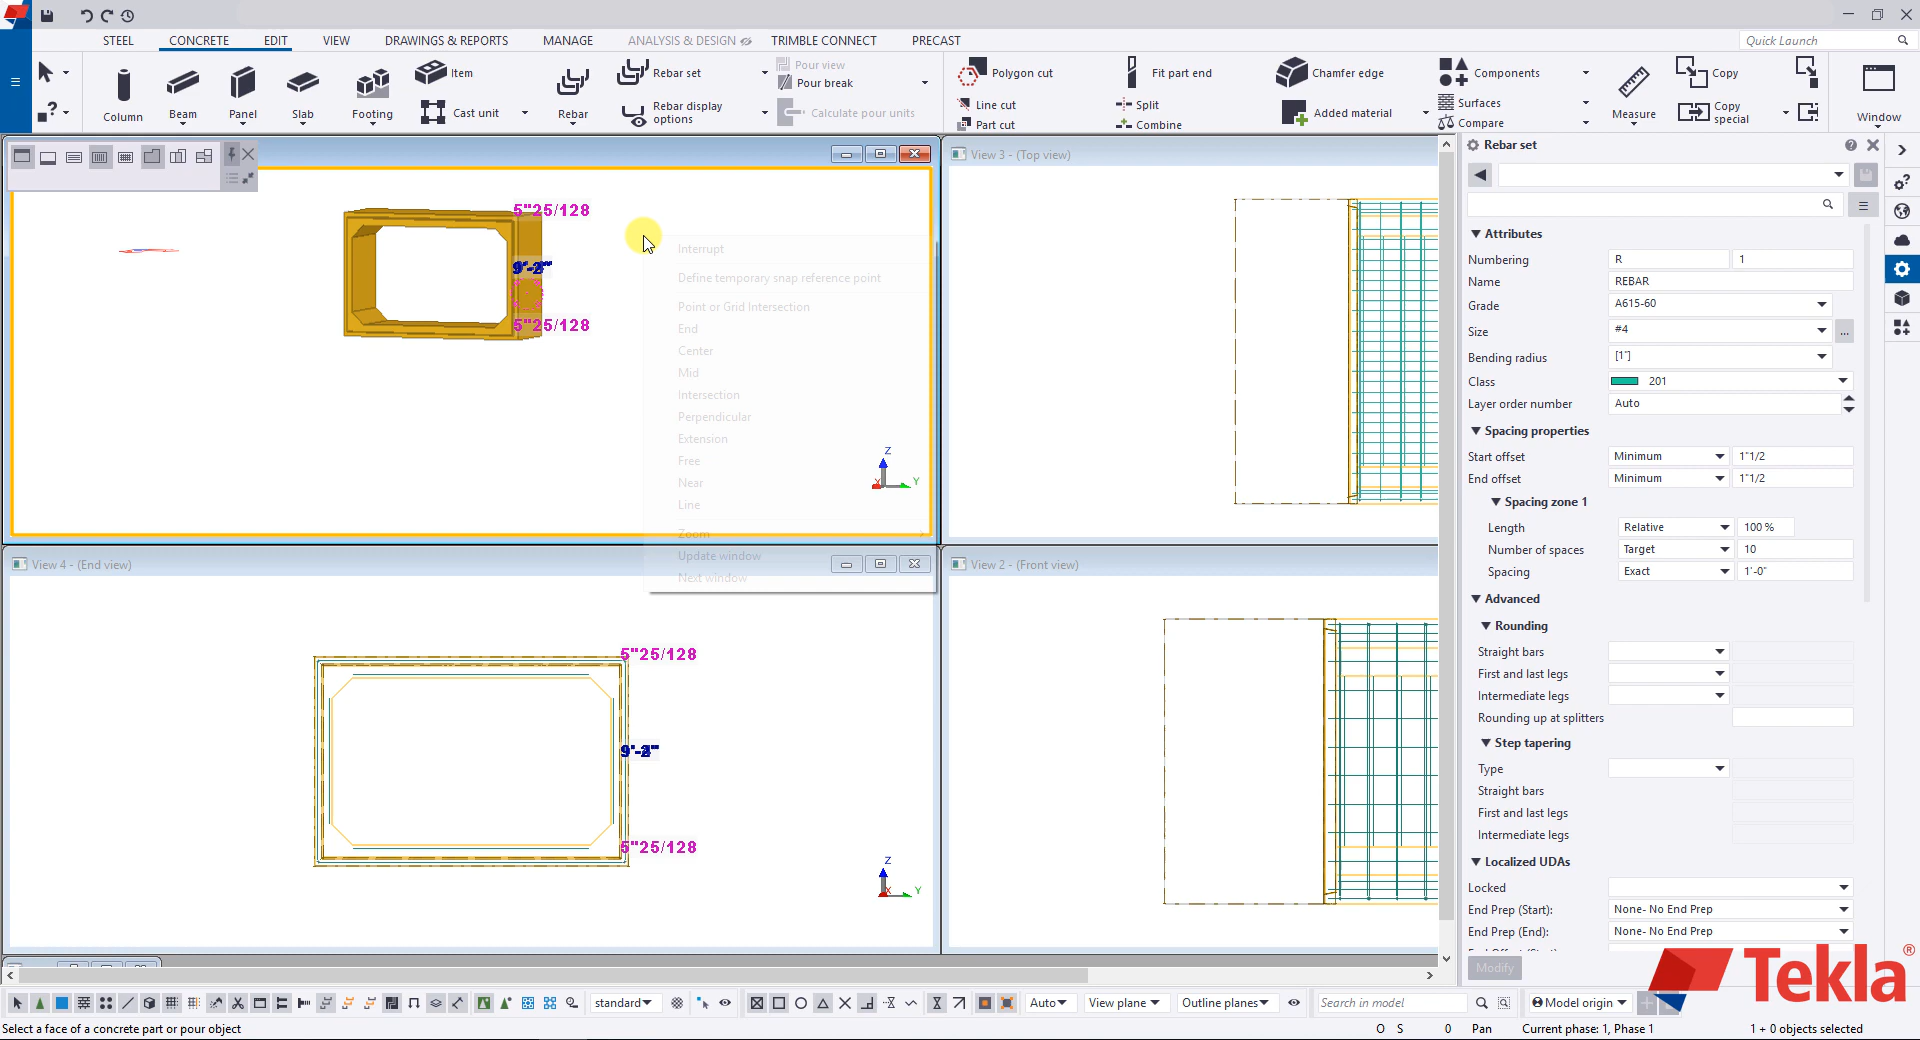 STEEL CONCRETE EDIT VIEW DRAWINGS & REPORTS MANAGE ANALYSIS & DESIGN TRIMBLE CONNECT PRECAST
Quick Launch
Column Beam Panel Slab Footing
Item
Cast unit
Rebar
Rebar set
Rebar display
options
Pour view
Pour break
Calculate pour units
Polygon cut
Line cut
Part cut
Fit part end
Split
Combine
Chamfer edge
Added material
Components
Surfaces
Compare
Measure
Copy
Copy
special
Window
View 3 - (Top view)
5"25/128
5"25/128
Z
Y
X
Interrupt
Define temporary snap reference point
Point or Grid Intersection
End
Center
Mid
Intersection
Perpendicular
Extension
Free
Near
Line
Zoom
Update window
Next window
View 4 - (End view)
5"25/128
5"25/128
Z
Y
X
View 2 - (Front view)
Rebar set
Attributes
Numbering R 1
Name REBAR
Grade A615-60
Size #4 ...
Bending radius [1"]
Class 201
Layer order number Auto
Spacing properties
Start offset Minimum 1"1/2
End offset Minimum 1"1/2
Spacing zone 1
Length Relative 100 %
Number of spaces Target 10
Spacing Exact 1'-0"
Advanced
Rounding
Straight bars
First and last legs
Intermediate legs
Rounding up at splitters
Step tapering
Type
Straight bars
First and last legs
Intermediate legs
Localized UDAs
Locked
End Prep (Start): None- No End Prep
End Prep (End): None- No End Prep
Modify
Tekla®
standard
Auto View plane Outline planes Search in model Model origin
Select a face of a concrete part or pour object
O S 0 Pan Current phase: 1, Phase 1 1 + 0 objects selected